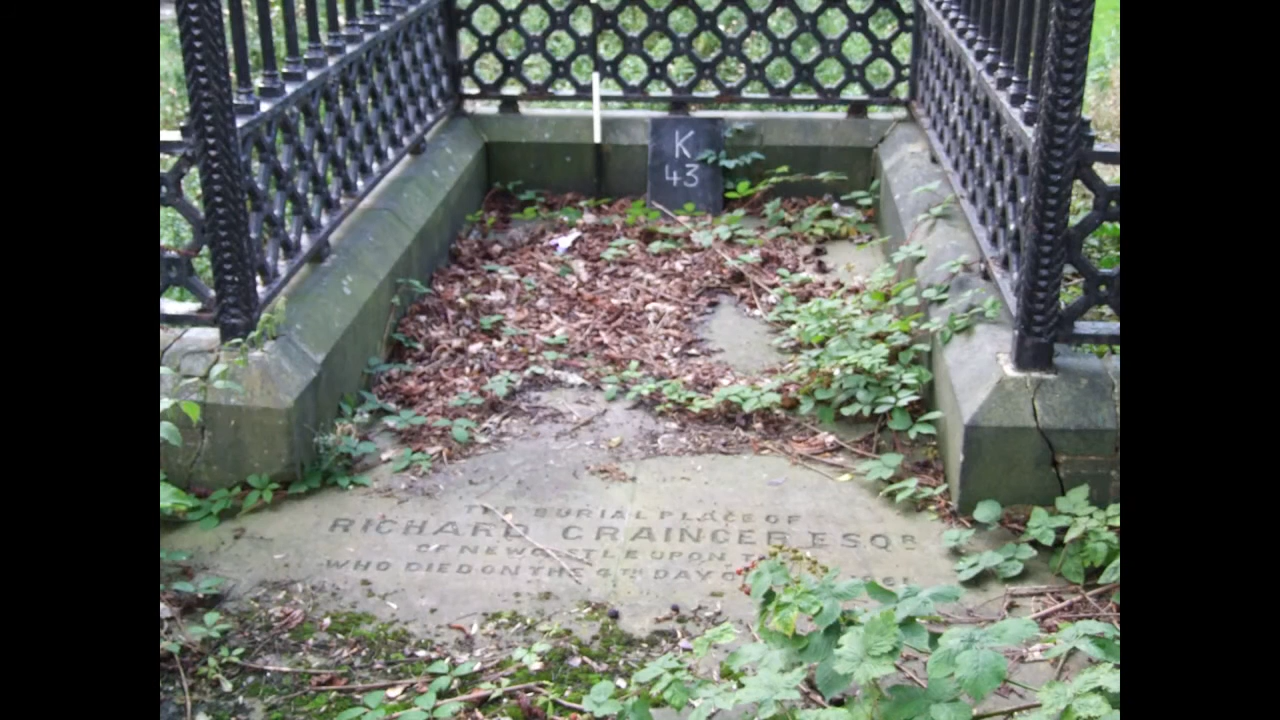 K
43
THE BURIAL PLACE OF
RICHARD GRAINGER ESQR
OF NEWCASTLE UPON
WHO DIED ON THE 4TH DAY OF